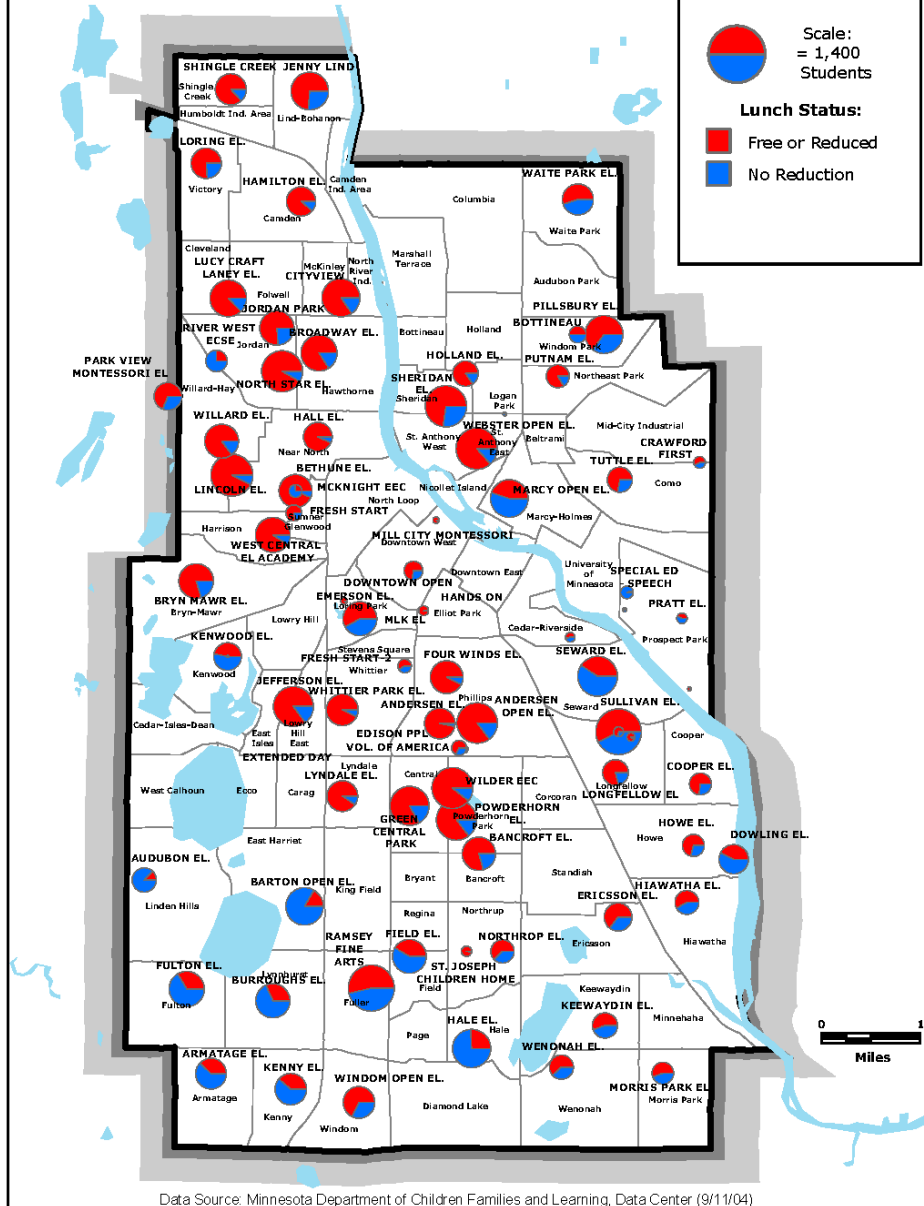 Scale:
= 1,400
Students
Lunch Status:
Free or Reduced
No Reduction
SHINGLE CREEK
JENNY LIND
Shingle
Creek
Humboldt Ind. Area
Lind-Bohanon
LORING EL.
Victory
HAMILTON EL.
Camden
Camden
Ind. Area
Columbia
WAITE PARK EL.
Waite Park
Cleveland
LUCY CRAFT
LANEY EL.
McKinley
CITYVIEW
North
River
Ind.
Marshall
Terrace
Audubon Park
Folwell
JORDAN PARK
PILLSBURY EL.
RIVER WEST
ECSE
Jordan
BROADWAY EL.
Bottineau
Holland
BOTTINEAU
Windom Park
PARK VIEW
MONTESSORI EL
Willard-Hay
NORTH STAR EL.
Hawthorne
HOLLAND EL.
SHERIDAN
EL.
Sheridan
PUTNAM EL.
Northeast Park
Logan
Park
WILLARD EL.
HALL EL.
Near North
WEBSTER OPEN EL.
St. Anthony
West
St.
Anthony
East
Beltrami
Mid-City Industrial
CRAWFORD
FIRST
TUTTLE EL.
Como
LINCOLN EL.
BETHUNE EL.
MCKNIGHT EEC
FRESH START
Sumner
Glenwood
North Loop
Nicollet Island
MARCY OPEN EL.
Marcy-Holmes
Harrison
WEST CENTRAL
EL ACADEMY
MILL CITY MONTESSORI
Downtown West
BRYN MAWR EL.
Bryn-Mawr
DOWNTOWN OPEN
Downtown East
University
of
Minnesota
SPECIAL ED
SPEECH
EMERSON EL.
Loring Park
MLK EL
HANDS ON
Elliot Park
PRATT EL.
Prospect Park
Lowry Hill
Cedar-Riverside
KENWOOD EL.
Kenwood
Stevens Square
FRESH START-2
Whittier
FOUR WINDS EL.
SEWARD EL.
JEFFERSON EL.
WHITTIER PARK EL.
Phillips
ANDERSEN EL.
ANDERSEN
OPEN EL.
Seward
SULLIVAN EL.
Cedar-Isles-Dean
East
Isles
Lowry
Hill
East
EDISON PPL
VOL. OF AMERICA
Cooper
EXTENDED DAY
Lyndale
LYNDALE EL.
Central
WILDER EEC
Corcoran
Longfellow
LONGFELLOW EL
COOPER EL.
West Calhoun
Ecco
Carag
GREEN
CENTRAL
PARK
POWDERHORN
EL.
Powderhorn
Park
HOWE EL.
Howe
DOWLING EL.
East Harriet
BANCROFT EL.
Bancroft
AUDUBON EL.
Linden Hills
BARTON OPEN EL.
King Field
Bryant
Standish
ERICSSON EL.
HIAWATHA EL.
Regina
Northrup
Ericsson
Hiawatha
RAMSEY
FINE
ARTS
FIELD EL.
NORTHROP EL.
ST. JOSEPH
CHILDREN HOME
Field
FULTON EL.
Fulton
Lynnhurst
BURROUGHS EL.
Fuller
Keewaydin
KEEWAYDIN EL.
Minnehaha
Page
HALE EL.
Hale
WENONAH EL.
0
1
Miles
ARMATAGE EL.
Armatage
KENNY EL.
Kenny
WINDOM OPEN EL.
Windom
Diamond Lake
Wenonah
MORRIS PARK EL.
Morris Park
Data Source: Minnesota Department of Children Families and Learning, Data Center (9/11/04)